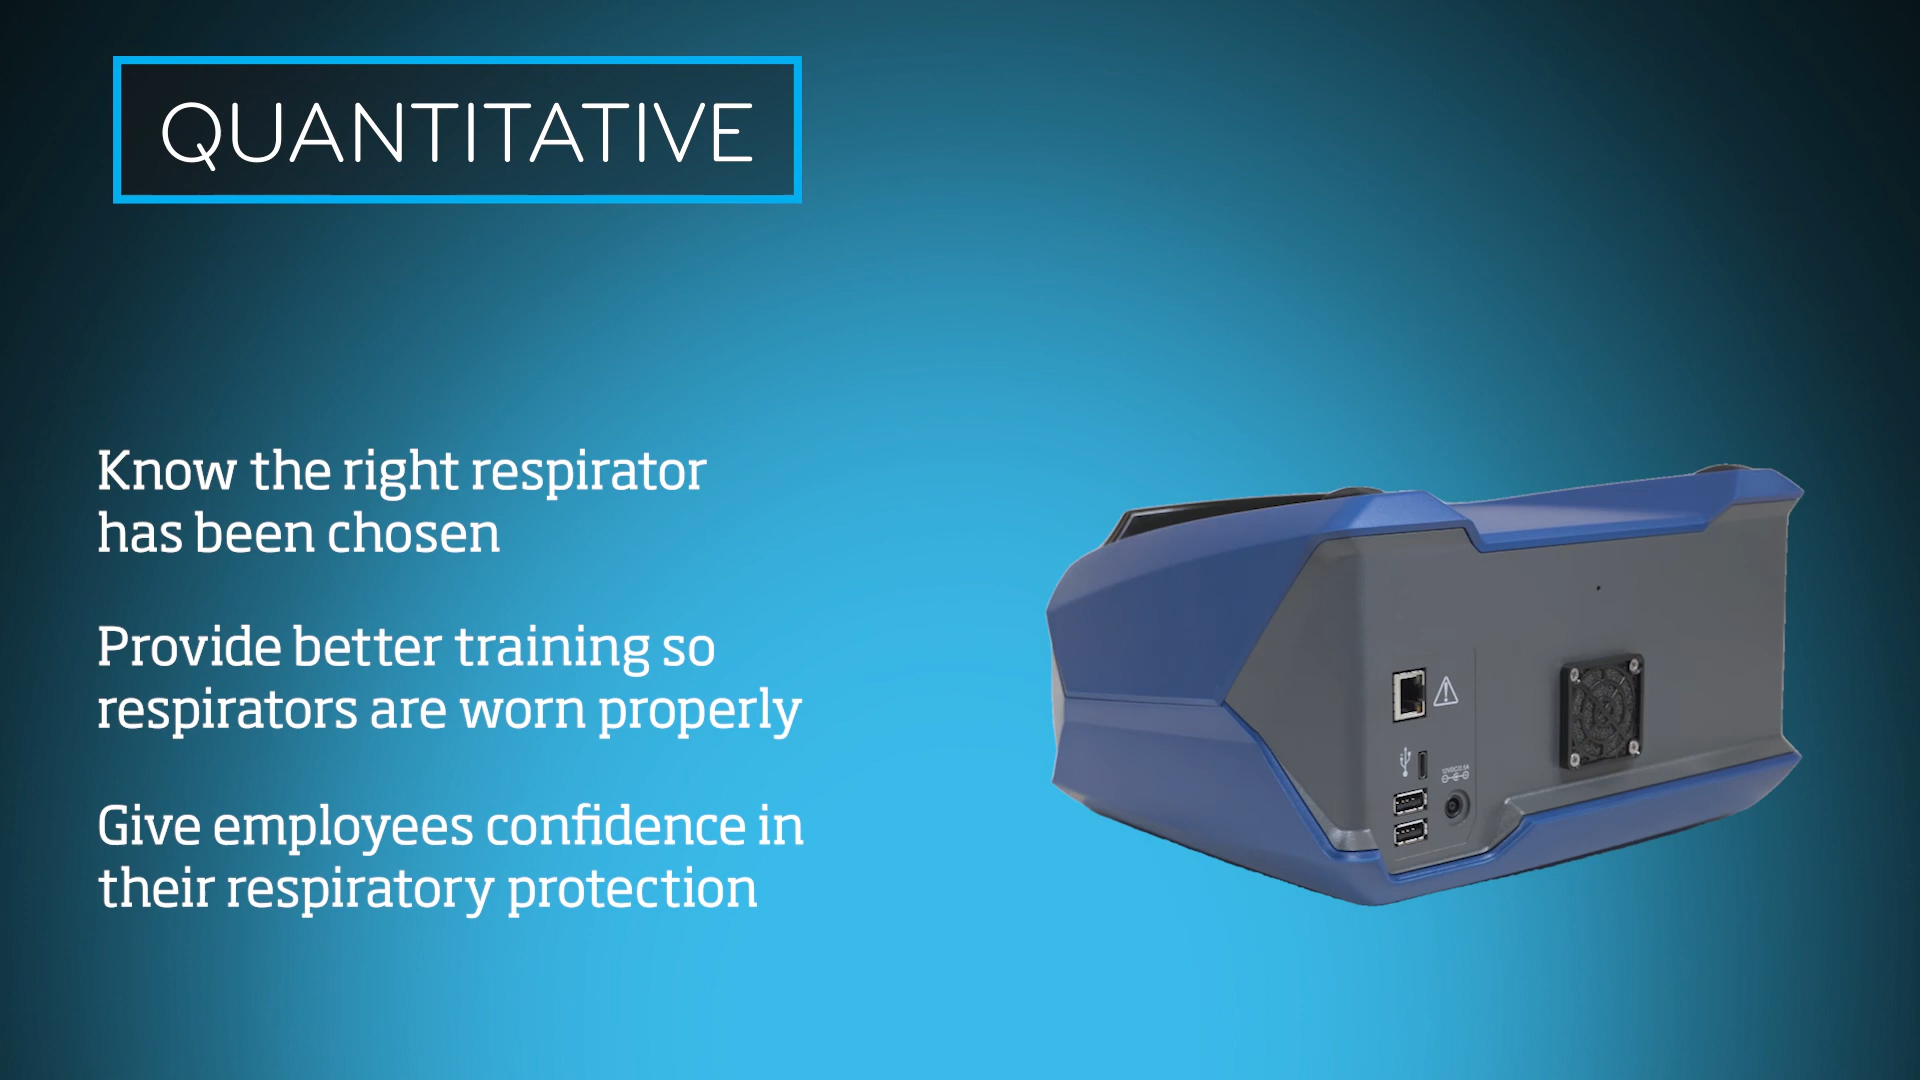 QUANTITATIVE
Know the right respirator
has been chosen
Provide better training so
respirators are worn properly
Give employees confidence in
their respiratory protection